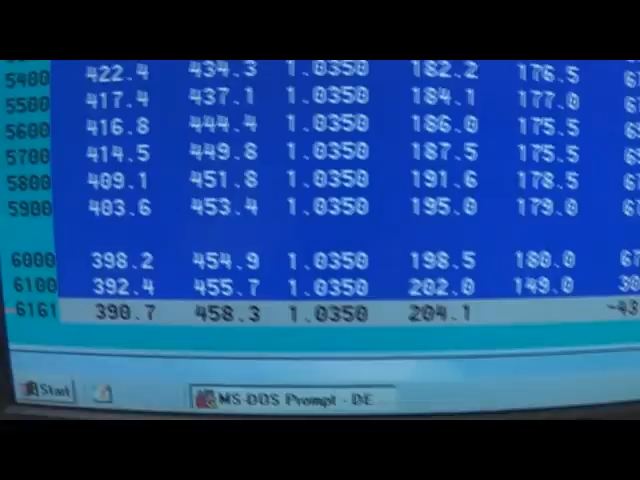 5400 422.4 434.3 1.0350 182.2 176.5
5500 417.4 437.1 1.0350 184.1 177.0
5600 416.8 444.4 1.0350 186.0 175.5
5700 414.5 449.8 1.0350 187.5 175.5
5800 409.1 451.8 1.0350 191.6 178.5
5900 403.6 453.4 1.0350 195.0 179.0
6000 398.2 454.9 1.0350 198.5 180.0 67
6100 392.4 455.7 1.0350 202.0 149.0 30
6161 390.7 458.3 1.0350 204.1 -43
Start MS-DOS Prompt - DE